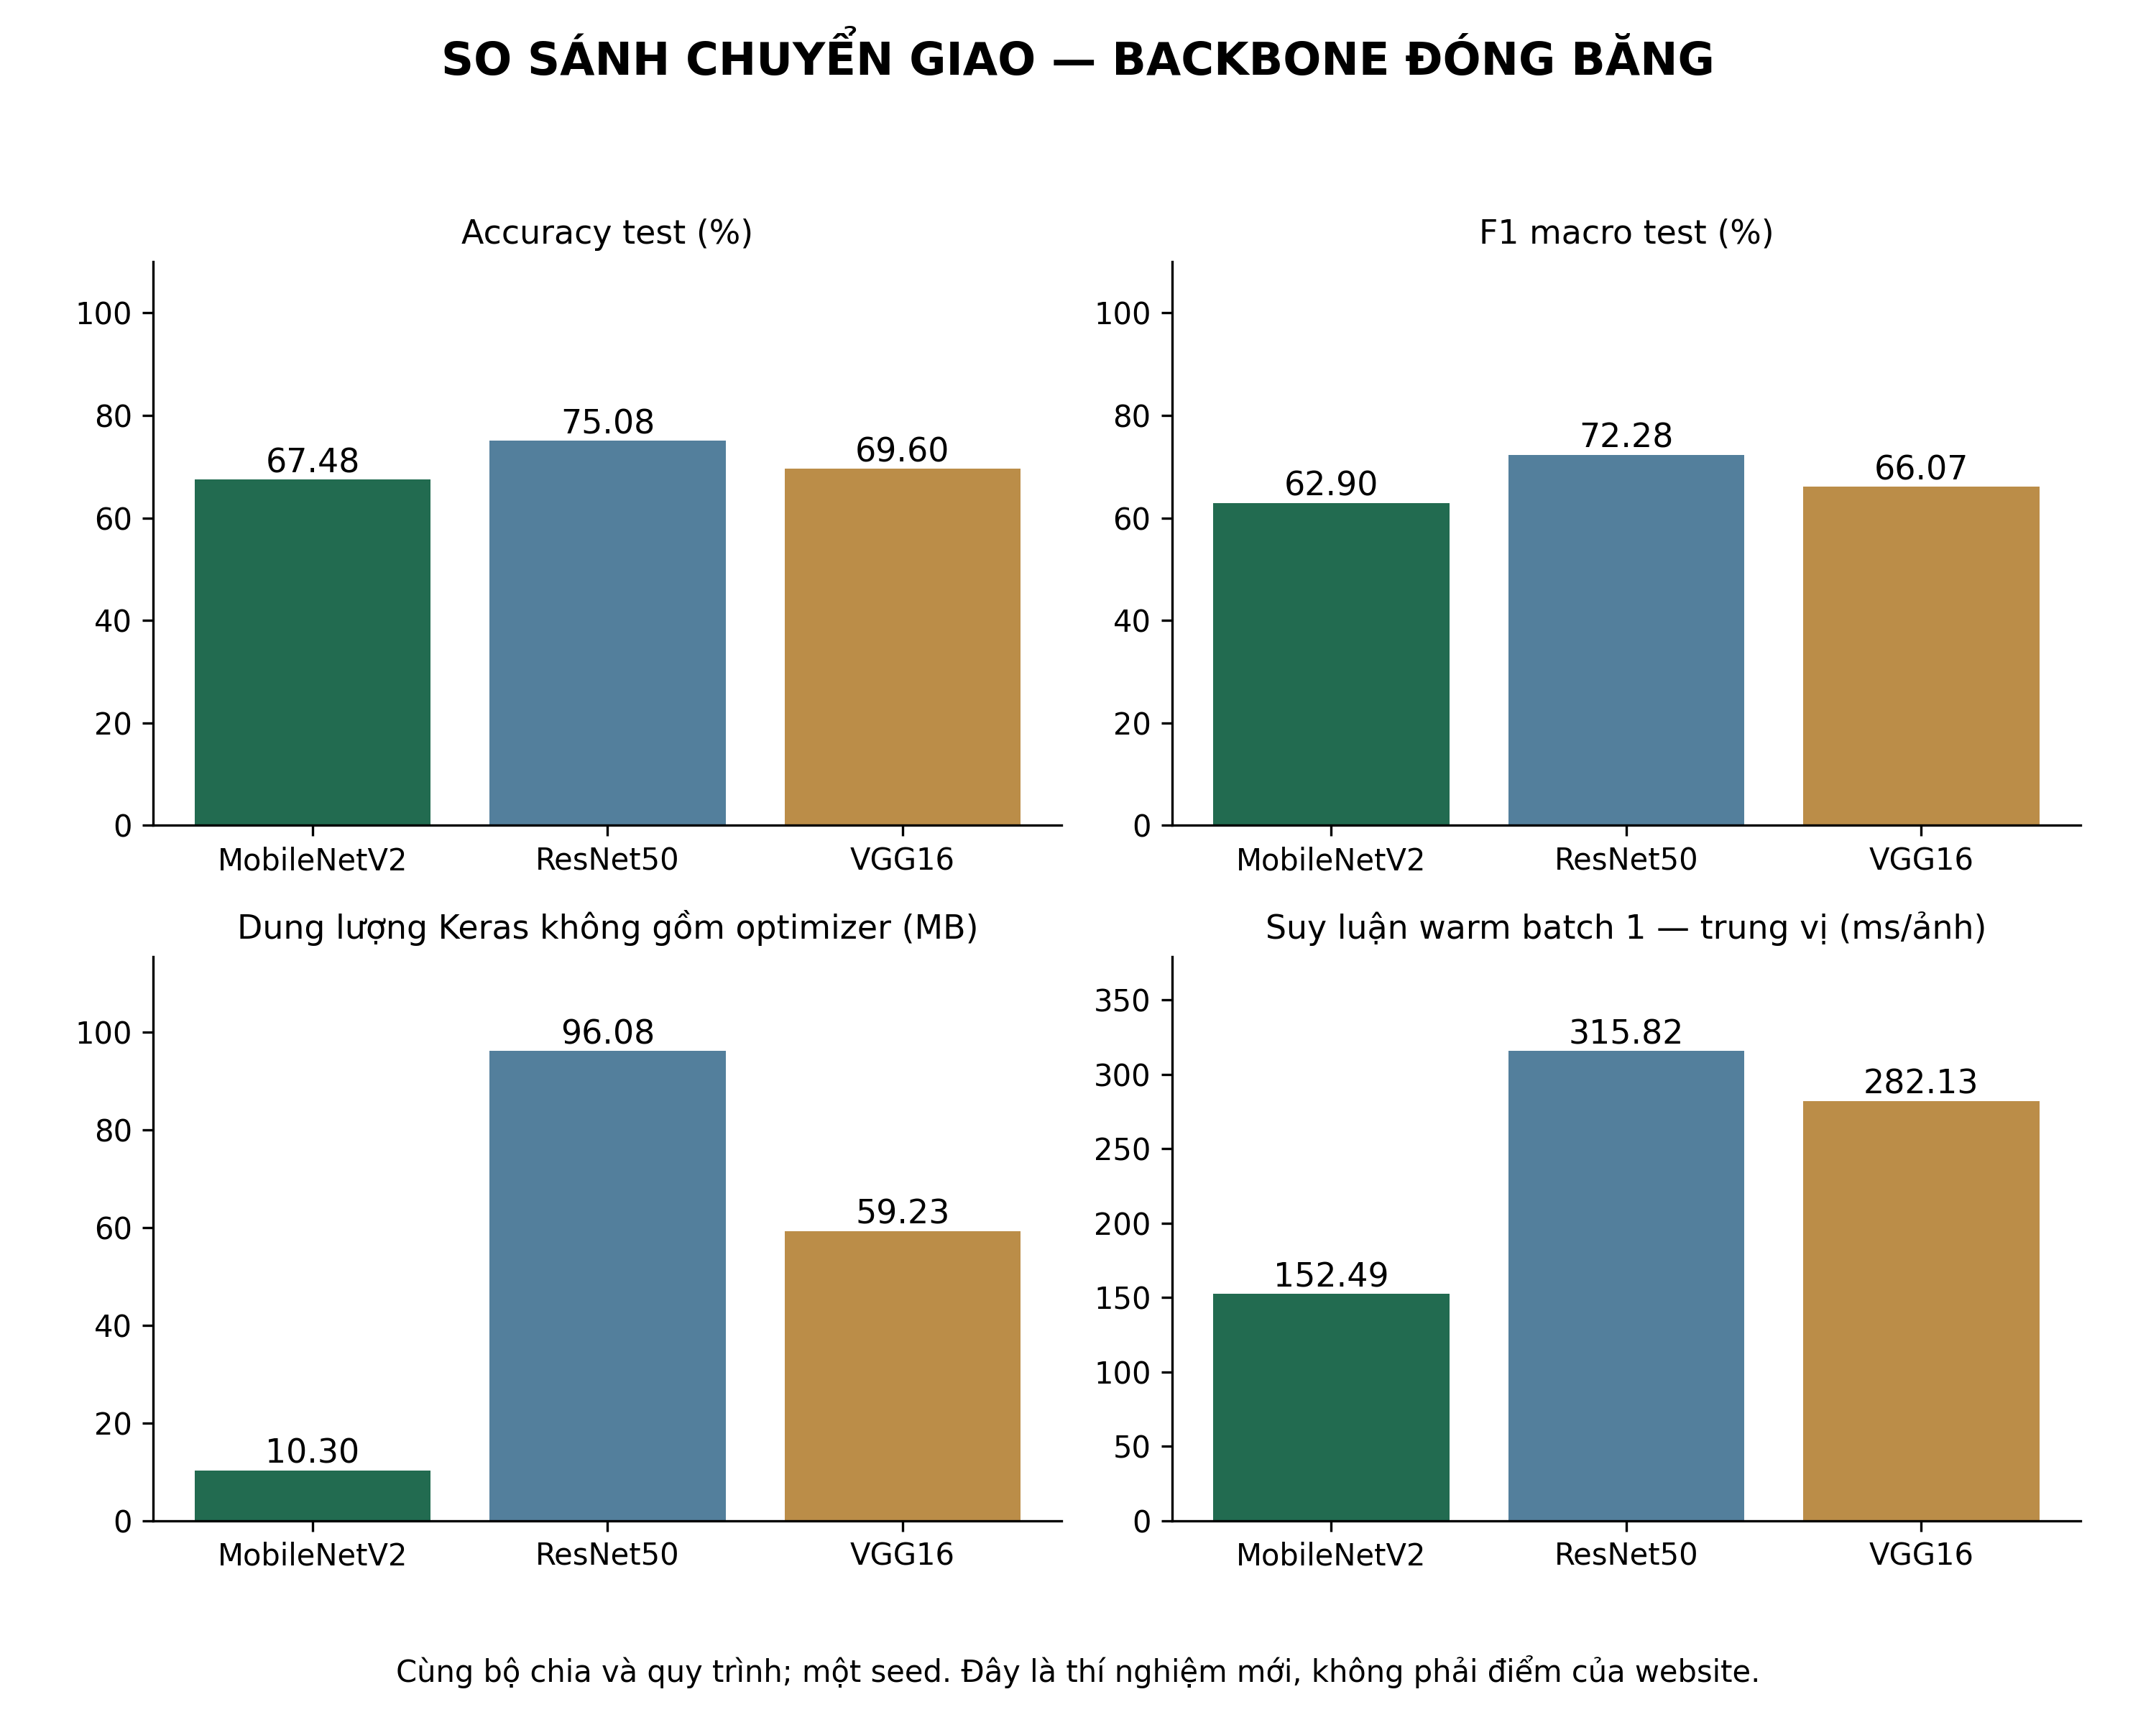 SO SÁNH CHUYỂN GIAO — BACKBONE ĐÓNG BĂNG
Accuracy test (%)
100
80
60
40
20
0
67.48
75.08
69.60
MobileNetV2
ResNet50
VGG16
F1 macro test (%)
100
80
60
40
20
0
62.90
72.28
66.07
MobileNetV2
ResNet50
VGG16
Dung lượng Keras không gồm optimizer (MB)
100
80
60
40
20
0
10.30
96.08
59.23
MobileNetV2
ResNet50
VGG16
Suy luận warm batch 1 — trung vị (ms/ảnh)
350
300
250
200
150
100
50
0
152.49
315.82
282.13
MobileNetV2
ResNet50
VGG16
Cùng bộ chia và quy trình; một seed. Đây là thí nghiệm mới, không phải điểm của website.